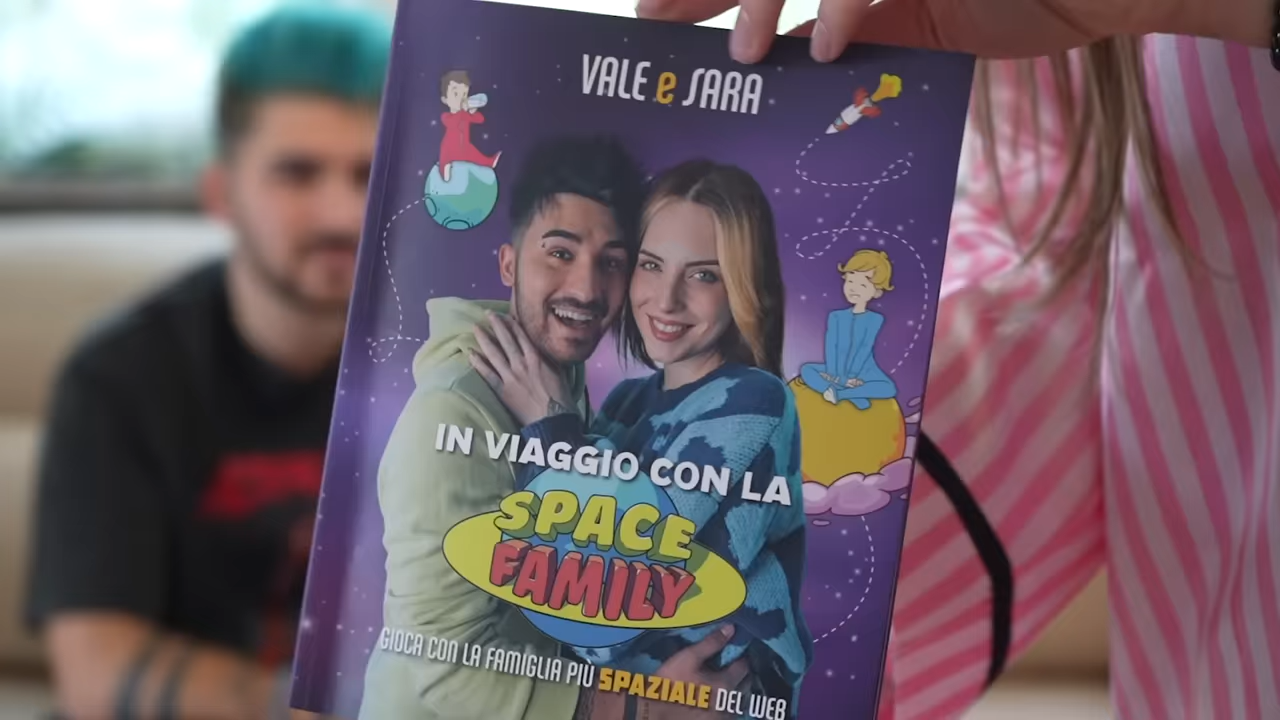 VALE e SARA
IN VIAGGIO CON LA
SPACE
FAMILY
GIOCA CON LA FAMIGLIA PIÙ SPAZIALE DEL WEB